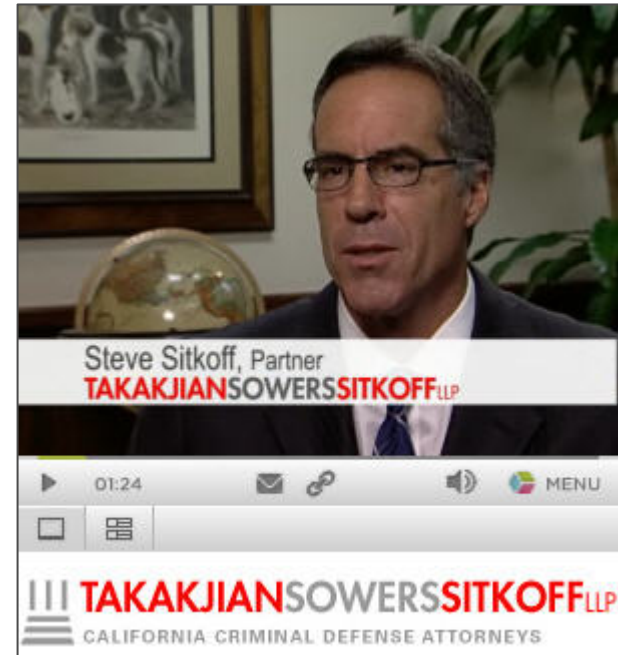 Steve Sitkoff, Partner
TAKAKJIANSOWERSSITKOFFLLP
01:24
MENU
TAKAKJIANSOWERSSITKOFFLLP
CALIFORNIA CRIMINAL DEFENSE ATTORNEYS